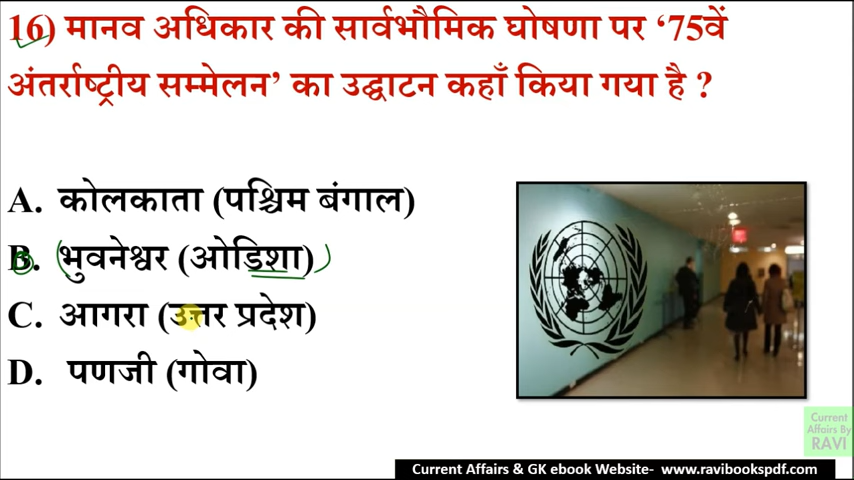 16) मानव अधिकार की सार्वभौमिक घोषणा पर ‘75वें
अंतर्राष्ट्रीय सम्मेलन’ का उद्घाटन कहाँ किया गया है ?
A. कोलकाता (पश्चिम बंगाल)
B. भुवनेश्वर (ओडिशा)
C. आगरा (उत्तर प्रदेश)
D. पणजी (गोवा)
Current
Affairs By
RAVI
Current Affairs & GK ebook Website- www.ravibookspdf.com